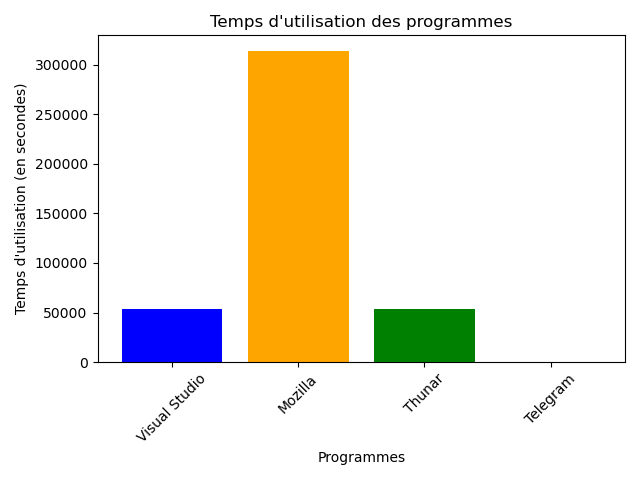 Temps d'utilisation des programmes
Temps d'utilisation (en secondes)
300000
250000
200000
150000
100000
50000
0
Visual Studio
Mozilla
Thunar
Telegram
Programmes